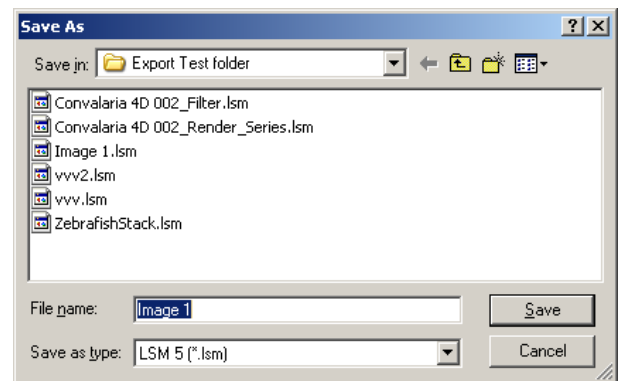 Save As
Save in: Export Test folder
Convalaria 4D 002_Filter.lsm
Convalaria 4D 002_Render_Series.lsm
Image 1.lsm
vvv2.lsm
vvv.lsm
ZebrafishStack.lsm
File name: Image 1 Save
Save as type: LSM 5 (*.lsm) Cancel